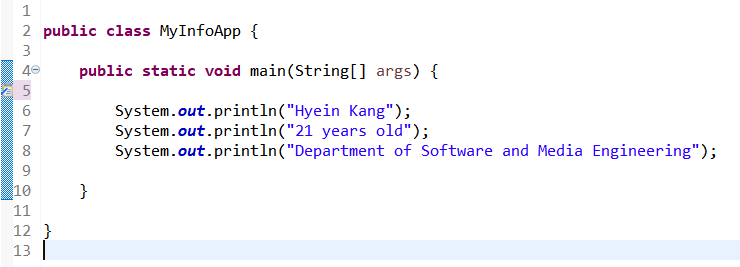 1
2 public class MyInfoApp {
3
4 public static void main(String[] args) {
5
6 System.out.println("Hyein Kang");
7 System.out.println("21 years old");
8 System.out.println("Department of Software and Media Engineering");
9
10 }
11
12 }
13